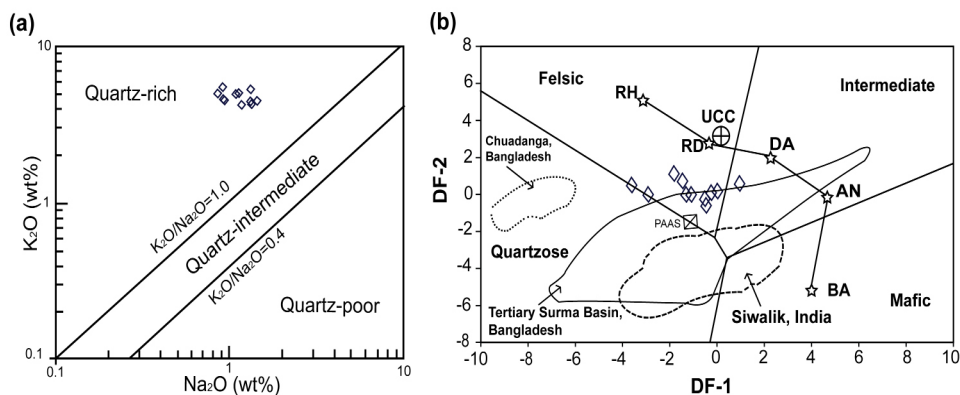 (a)
10
1
0.1
K₂O (wt%)
Quartz-rich
K₂O/Na₂O=1.0
Quartz-intermediate
K₂O/Na₂O=0.4
Quartz-poor
0.1
1
10
Na₂O (wt%)
(b)
10
8
6
4
2
0
-2
-4
-6
-8
DF-2
Felsic
Intermediate
RH
UCC
RD
DA
Chuadanga,
Bangladesh
AN
PAAS
Quartzose
BA
Mafic
Tertiary Surma Basin,
Bangladesh
Siwalik, India
-10
-8
-6
-4
-2
0
2
4
6
8
10
DF-1